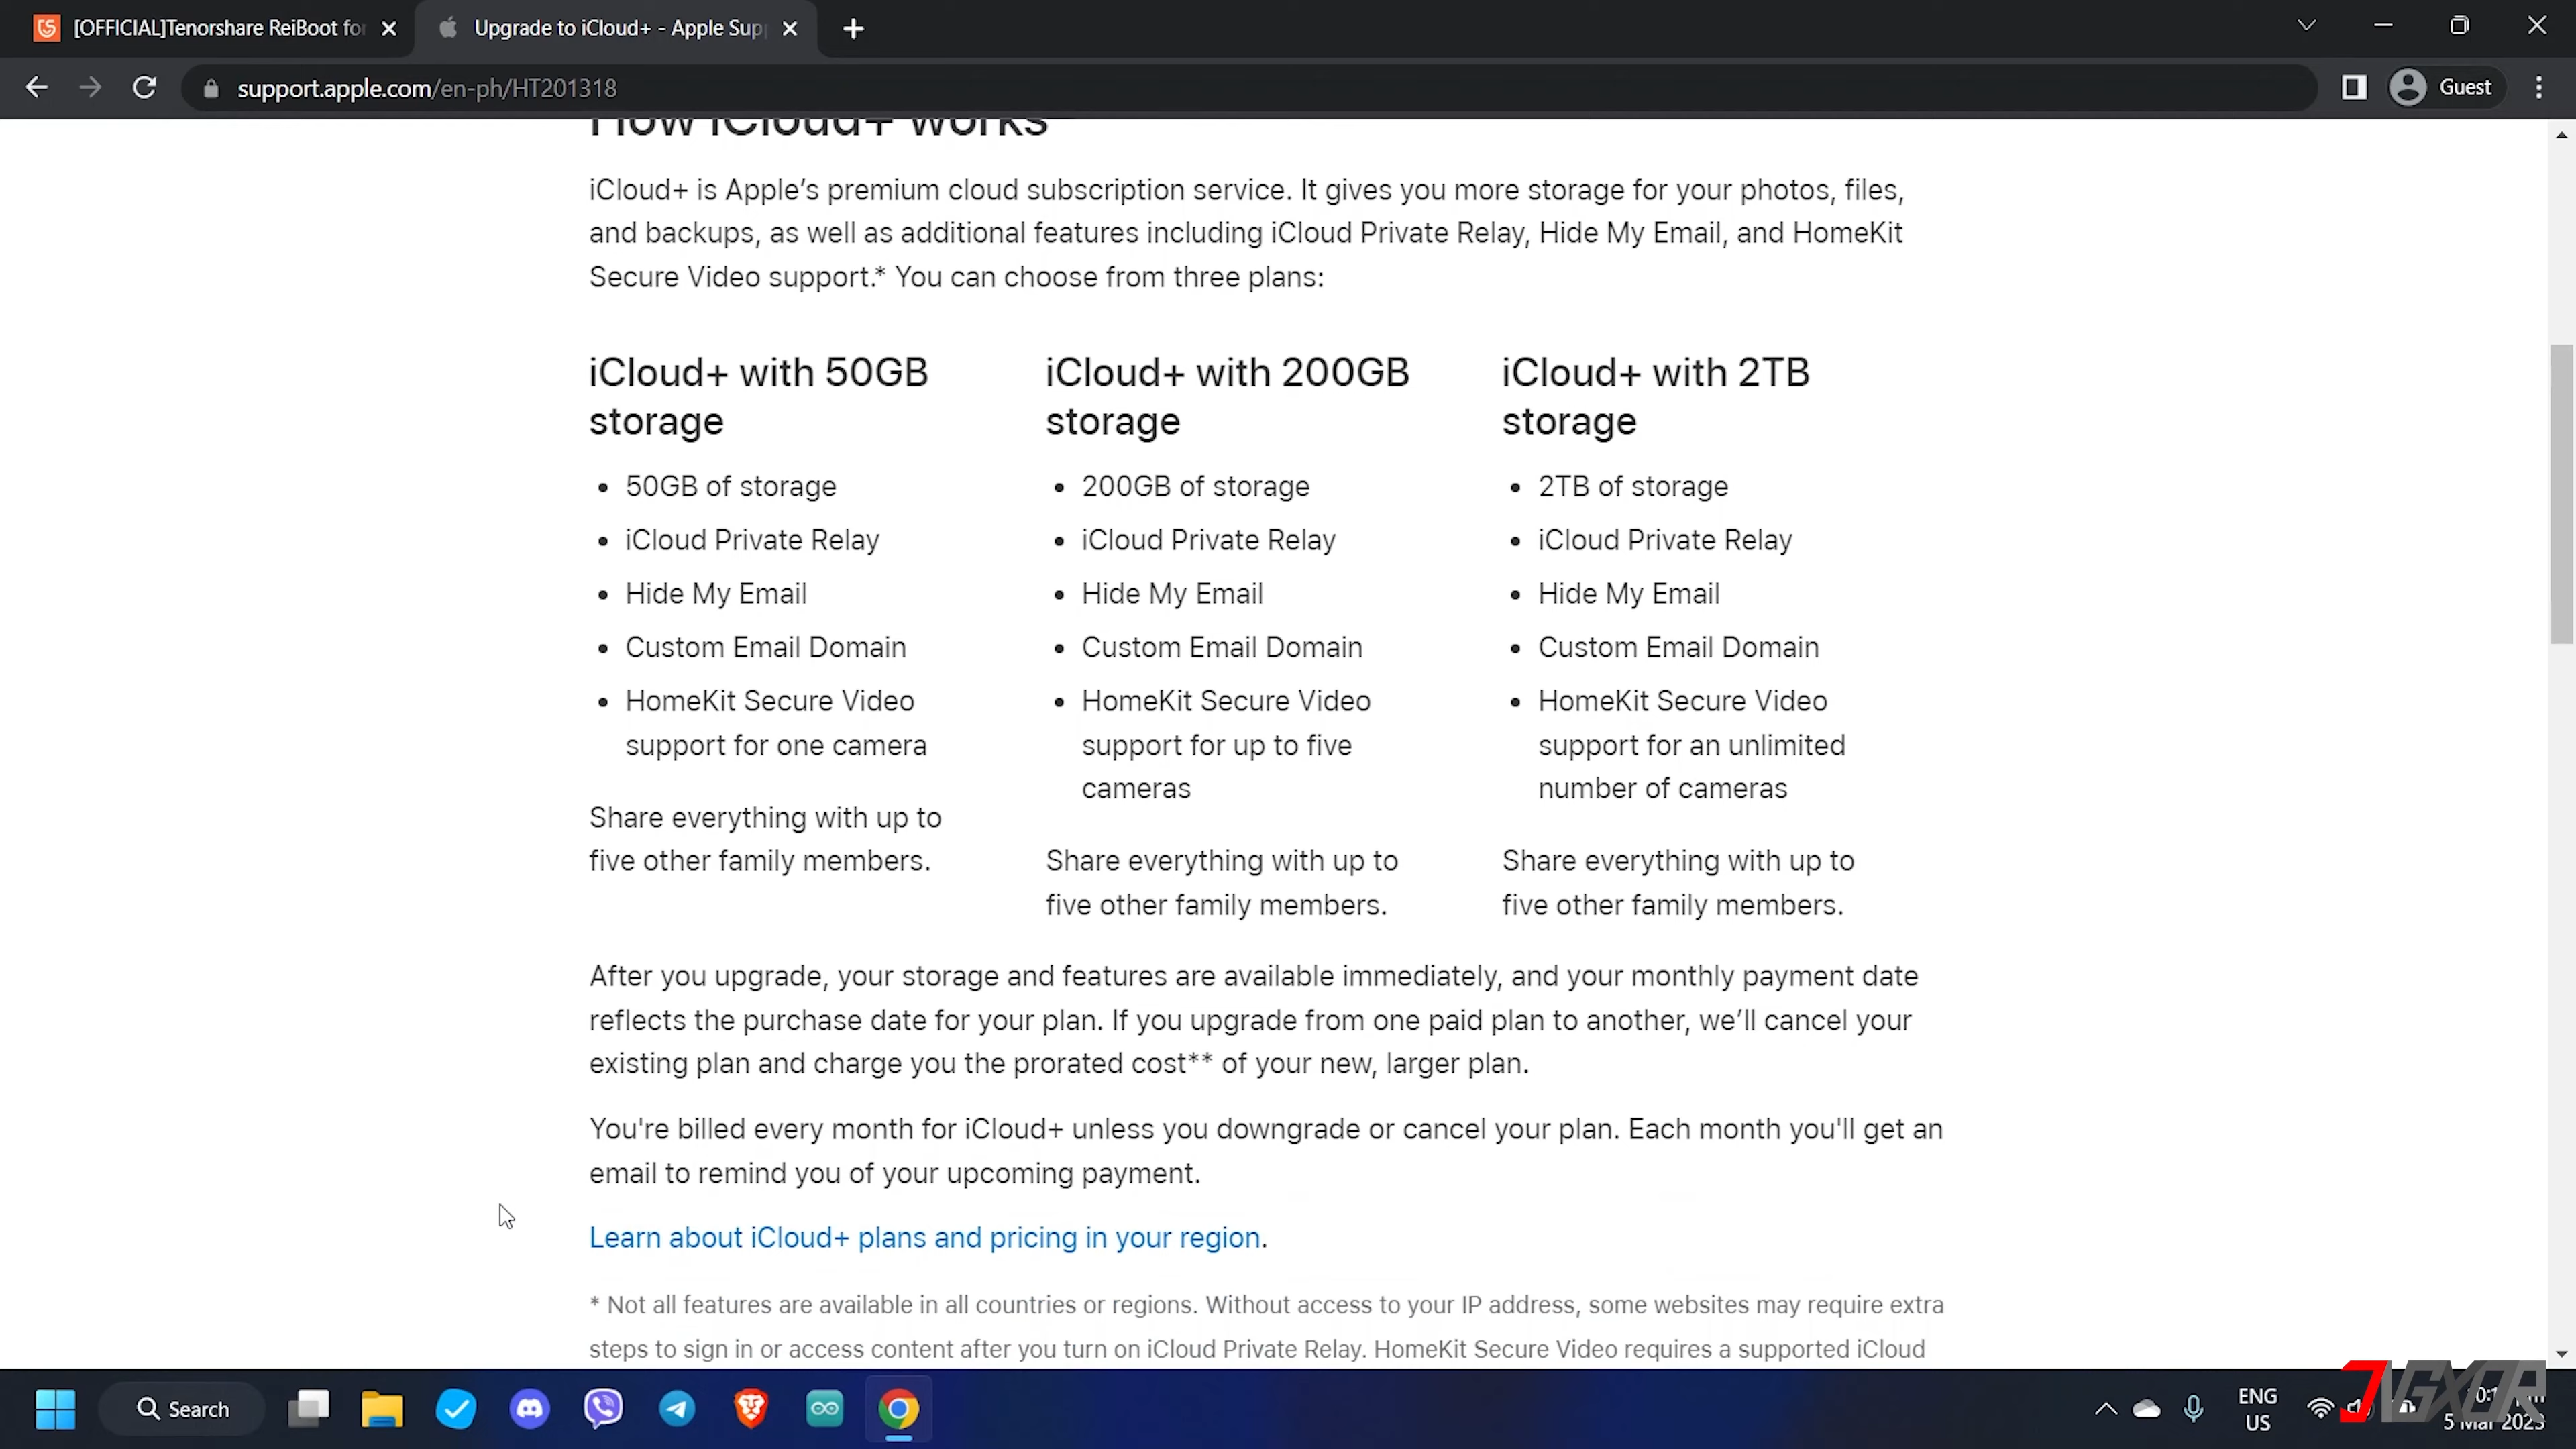 [OFFICIAL]Tenorshare ReiBoot for
Upgrade to iCloud+ - Apple Supp
support.apple.com/en-ph/HT201318
Guest
How iCloud+ works
iCloud+ is Apple’s premium cloud subscription service. It gives you more storage for your photos, files,
and backups, as well as additional features including iCloud Private Relay, Hide My Email, and HomeKit
Secure Video support.* You can choose from three plans:
iCloud+ with 50GB
storage
• 50GB of storage
• iCloud Private Relay
• Hide My Email
• Custom Email Domain
• HomeKit Secure Video
support for one camera
Share everything with up to
five other family members.
iCloud+ with 200GB
storage
• 200GB of storage
• iCloud Private Relay
• Hide My Email
• Custom Email Domain
• HomeKit Secure Video
support for up to five
cameras
Share everything with up to
five other family members.
iCloud+ with 2TB
storage
• 2TB of storage
• iCloud Private Relay
• Hide My Email
• Custom Email Domain
• HomeKit Secure Video
support for an unlimited
number of cameras
Share everything with up to
five other family members.
After you upgrade, your storage and features are available immediately, and your monthly payment date
reflects the purchase date for your plan. If you upgrade from one paid plan to another, we’ll cancel your
existing plan and charge you the prorated cost** of your new, larger plan.
You're billed every month for iCloud+ unless you downgrade or cancel your plan. Each month you'll get an
email to remind you of your upcoming payment.
Learn about iCloud+ plans and pricing in your region.
* Not all features are available in all countries or regions. Without access to your IP address, some websites may require extra
steps to sign in or access content after you turn on iCloud Private Relay. HomeKit Secure Video requires a supported iCloud
Search
ENG
US
5 Mar 2023
JGXOR